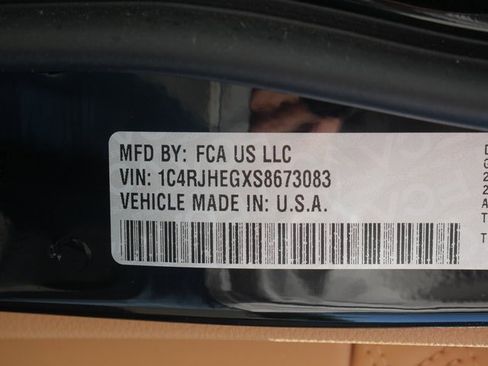 MFD BY: FCA US LLC
VIN: 1C4RJHEGXS8673083
VEHICLE MADE IN: U.S.A.